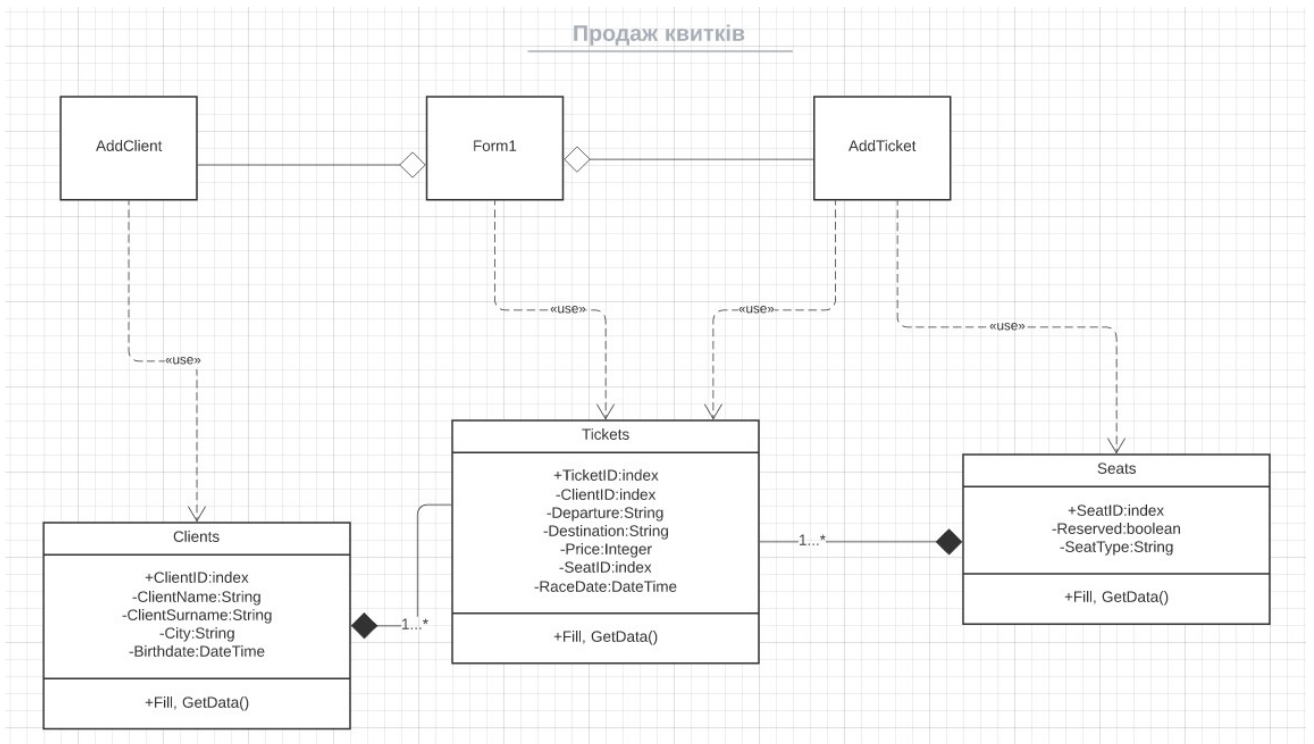 Продаж квитків
AddClient
Form1
AddTicket
«use»
«use»
«use»
«use»
Tickets
+TicketID:index
-ClientID:index
-Departure:String
-Destination:String
-Price:Integer
-SeatID:index
-RaceDate:DateTime
+Fill, GetData()
Seats
+SeatID:index
-Reserved:boolean
-SeatType:String
+Fill, GetData()
1...*
Clients
+ClientID:index
-ClientName:String
-ClientSurname:String
-City:String
-Birthdate:DateTime
+Fill, GetData()
1...*